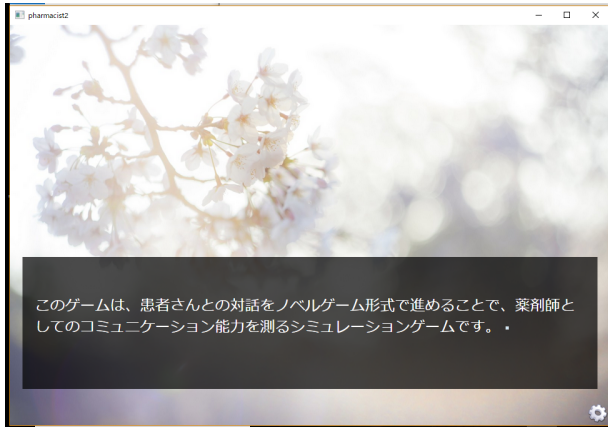 pharmacist2
このゲームは、患者さんとの対話をノベルゲーム形式で進めることで、薬剤師と
してのコミュニケーション能力を測るシミュレーションゲームです。